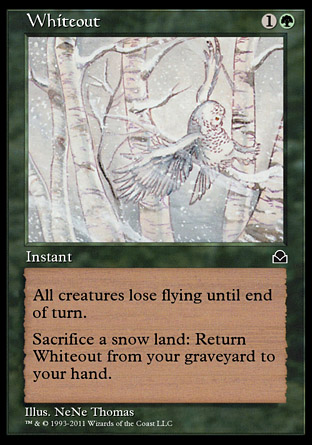 Whiteout 1
Instant
All creatures lose flying until end
of turn.
Sacrifice a snow land: Return
Whiteout from your graveyard to
your hand.
Illus. NeNe Thomas
™ & © 1993-2011 Wizards of the Coast LLC